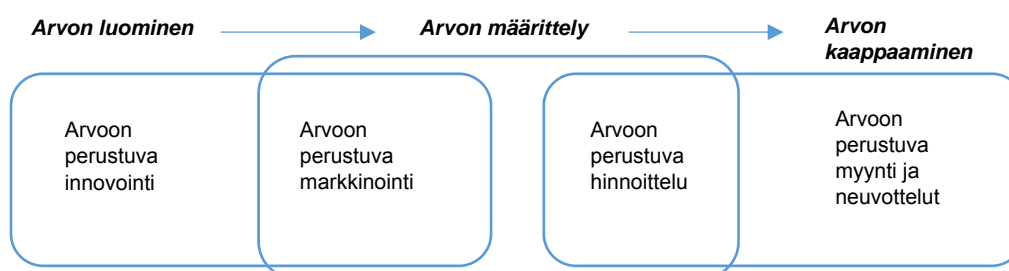 Arvon luominen
Arvon määrittely
Arvon
kaappaaminen
Arvoon
perustuva
innovointi
Arvoon
perustuva
markkinointi
Arvoon
perustuva
hinnoittelu
Arvoon
perustuva
myynti ja
neuvottelut